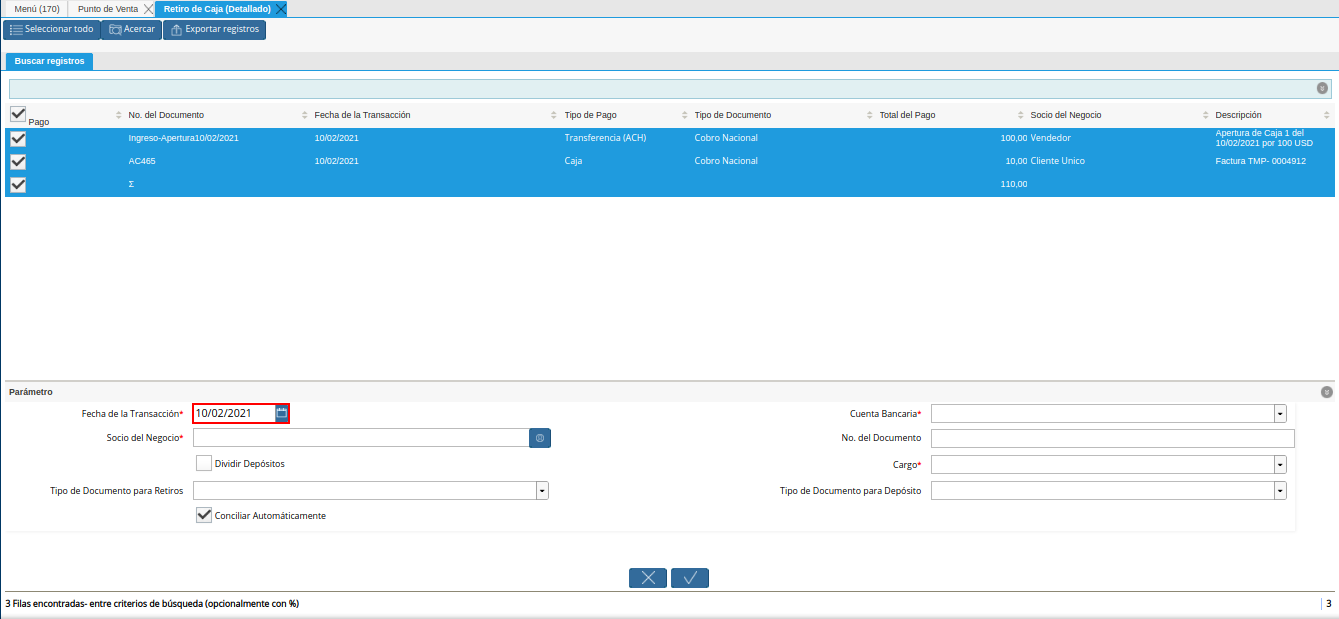 Menú (170) Punto de Venta Retiro de Caja (Detallado)
Seleccionar todo Acercar Exportar registros
Buscar registros
Pago No. del Documento Fecha de la Transacción Tipo de Pago Tipo de Documento Total del Pago Socio del Negocio Descripción
Ingreso-Apertura10/02/2021 10/02/2021 Transferencia (ACH) Cobro Nacional 100,00 Vendedor Apertura de Caja 1 del
10/02/2021 por 100 USD
AC465 10/02/2021 Caja Cobro Nacional 10,00 Cliente Unico Factura TMP- 0004912
Σ 110,00
Parámetro
Fecha de la Transacción* 10/02/2021 Cuenta Bancaria*
Socio del Negocio* No. del Documento
Dividir Depósitos Cargo*
Tipo de Documento para Retiros Tipo de Documento para Depósito
Conciliar Automáticamente
3 Filas encontradas- entre criterios de búsqueda (opcionalmente con %) 3